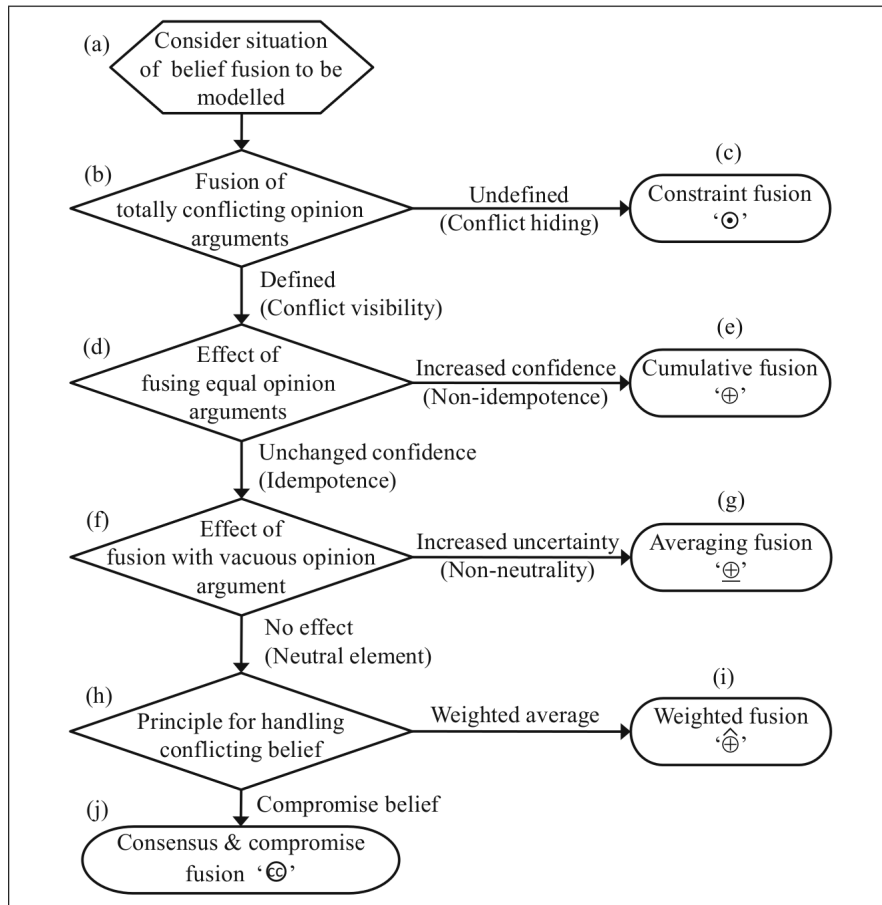 (a)
Consider situation
of belief fusion to be
modelled
(b)
Fusion of
totally conflicting opinion
arguments
Undefined
(Conflict hiding)
(c)
Constraint fusion
‘⊙’
Defined
(Conflict visibility)
(d)
Effect of
fusing equal opinion
arguments
Increased confidence
(Non-idempotence)
(e)
Cumulative fusion
‘⊕’
Unchanged confidence
(Idempotence)
(f)
Effect of
fusion with vacuous opinion
argument
Increased uncertainty
(Non-neutrality)
(g)
Averaging fusion
‘⊕̲’
No effect
(Neutral element)
(h)
Principle for handling
conflicting belief
Weighted average
(i)
Weighted fusion
‘⊕̂’
Compromise belief
(j)
Consensus & compromise
fusion ‘㏄’